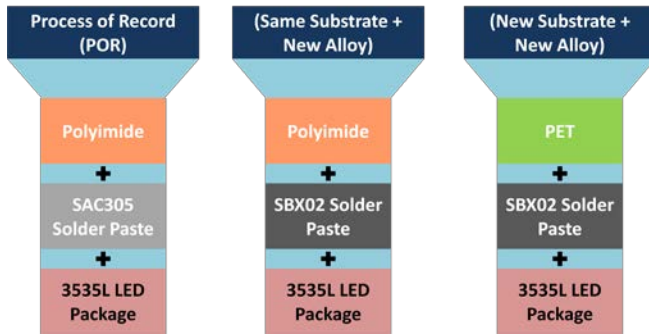 Process of Record
(POR)
Polyimide
+
SAC305
Solder Paste
+
3535L LED
Package
(Same Substrate +
New Alloy)
Polyimide
+
SBX02 Solder
Paste
+
3535L LED
Package
(New Substrate +
New Alloy)
PET
+
SBX02 Solder
Paste
+
3535L LED
Package